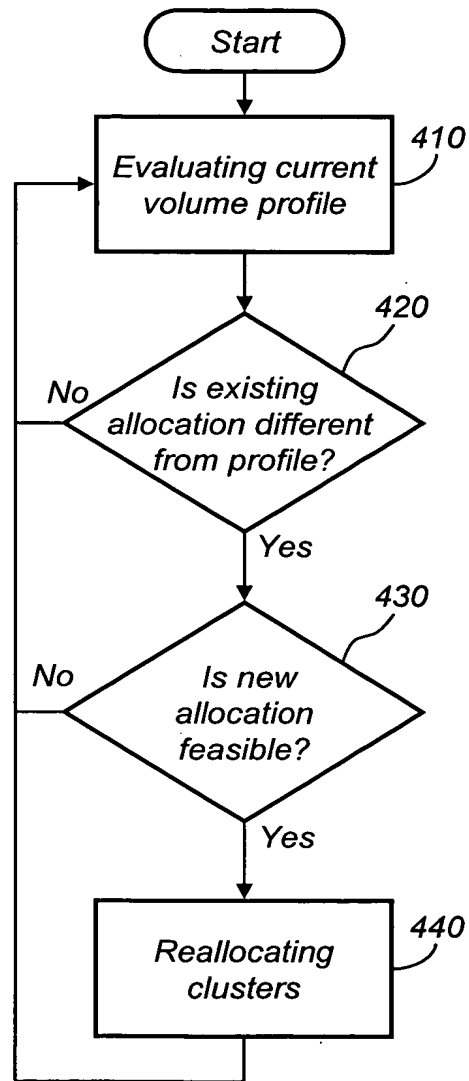 Start
410
Evaluating current
volume profile
420
No
Is existing
allocation different
from profile?
Yes
430
No
Is new
allocation
feasible?
Yes
440
Reallocating
clusters